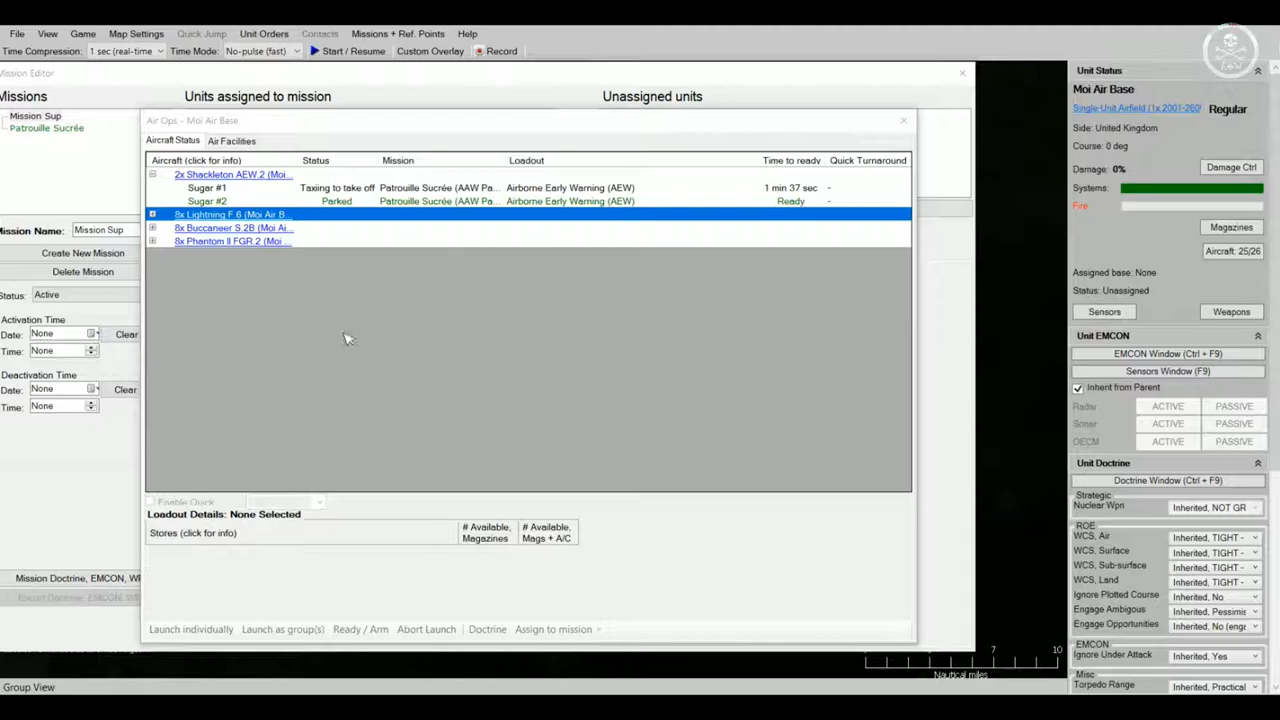 File View Game Map Settings Quick Jump Unit Orders Contacts Missions + Ref. Points Help
Time Compression: 1 sec (real-time Time Mode: No-pulse (fast) Start / Resume Custom Overlay Record
Mission Editor
Missions Units assigned to mission Unassigned units
Mission Sup
Patrouille Sucrée
Air Ops - Moi Air Base
Aircraft Status Air Facilities
Aircraft (click for info) Status Mission Loadout Time to ready Quick Turnaround
2x Shackleton AEW.2 (Moi...
Sugar #1 Taxiing to take off Patrouille Sucrée (AAW Pa... Airborne Early Warning (AEW) 1 min 37 sec -
Sugar #2 Parked Patrouille Sucrée (AAW Pa... Airborne Early Warning (AEW) Ready -
8x Lightning F.6 (Moi Air B...
8x Buccaneer S.2B (Moi Ai...
8x Phantom II FGR.2 (Moi ...
Mission Name: Mission Sup
Create New Mission
Delete Mission
Status: Active
Activation Time
Date: None Clear
Time: None
Deactivation Time
Date: None Clear
Time: None
Mission Doctrine, EMCON, WR
Escort Doctrine, EMCON, WR
Enable Quick
Loadout Details: None Selected
Stores (click for info) # Available, Magazines # Available, Mags + A/C
Launch individually Launch as group(s) Ready / Arm Abort Launch Doctrine Assign to mission
7 10
Nautical miles
Group View
Unit Status
Moi Air Base
Single-Unit Airfield (1x 2001-260 Regular
Side: United Kingdom
Course: 0 deg
Damage: 0% Damage Ctrl
Systems:
Fire
Magazines
Aircraft: 25/26
Assigned base: None
Status: Unassigned
Sensors Weapons
Unit EMCON
EMCON Window (Ctrl + F9)
Sensors Window (F9)
Inherit from Parent
Radar ACTIVE PASSIVE
Sonar ACTIVE PASSIVE
DECM ACTIVE PASSIVE
Unit Doctrine
Doctrine Window (Ctrl + F9)
Strategic
Nuclear Wpn Inherited, NOT GR
ROE
WCS, Air Inherited, TIGHT -
WCS, Surface Inherited, TIGHT -
WCS, Sub-surface Inherited, TIGHT -
WCS, Land Inherited, TIGHT -
Ignore Plotted Course Inherited, No
Engage Ambiguous Inherited, Pessimis
Engage Opportunities Inherited, No (enga
EMCON
Ignore Under Attack Inherited, Yes
Misc
Torpedo Range Inherited, Practical